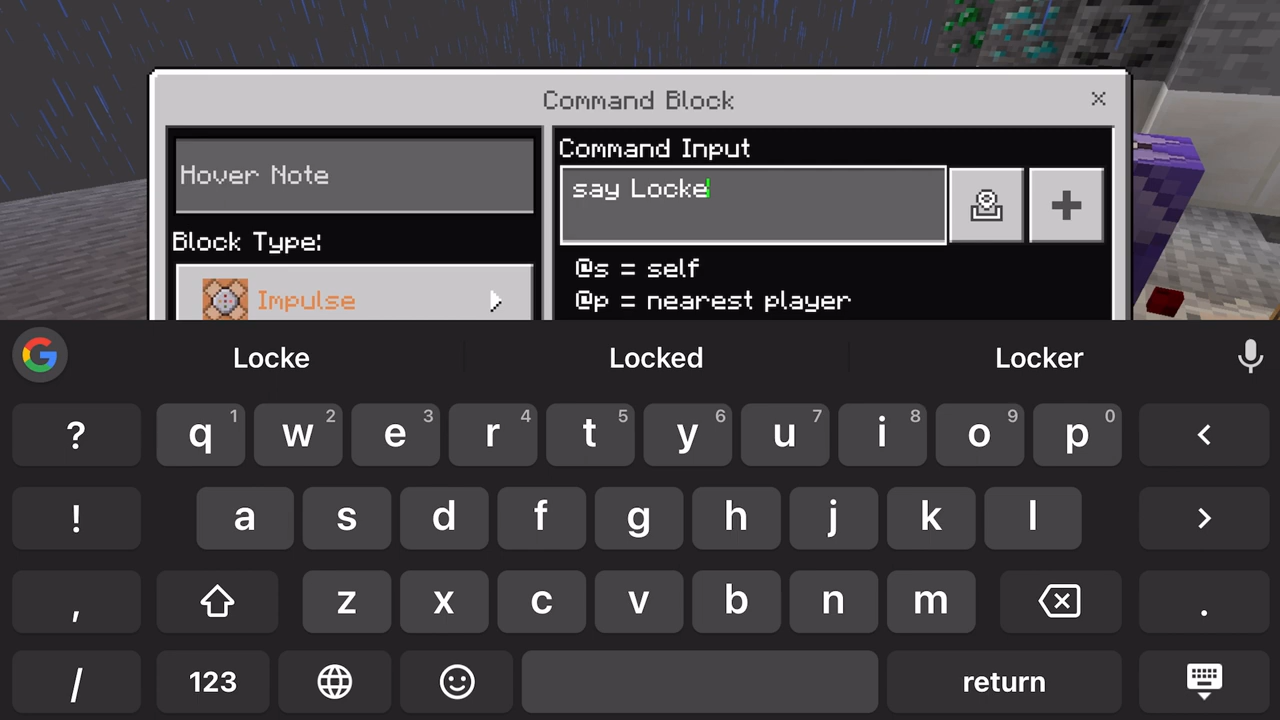 Command Block
Hover Note
Block Type:
Impulse
Command Input
say Locke
@s = self
@p = nearest player
Locke Locked Locker
? q 1 w 2 e 3 r 4 t 5 y 6 u 7 i 8 o 9 p 0 <
! a s d f g h j k l >
, z x c v b n m .
/ 123 return